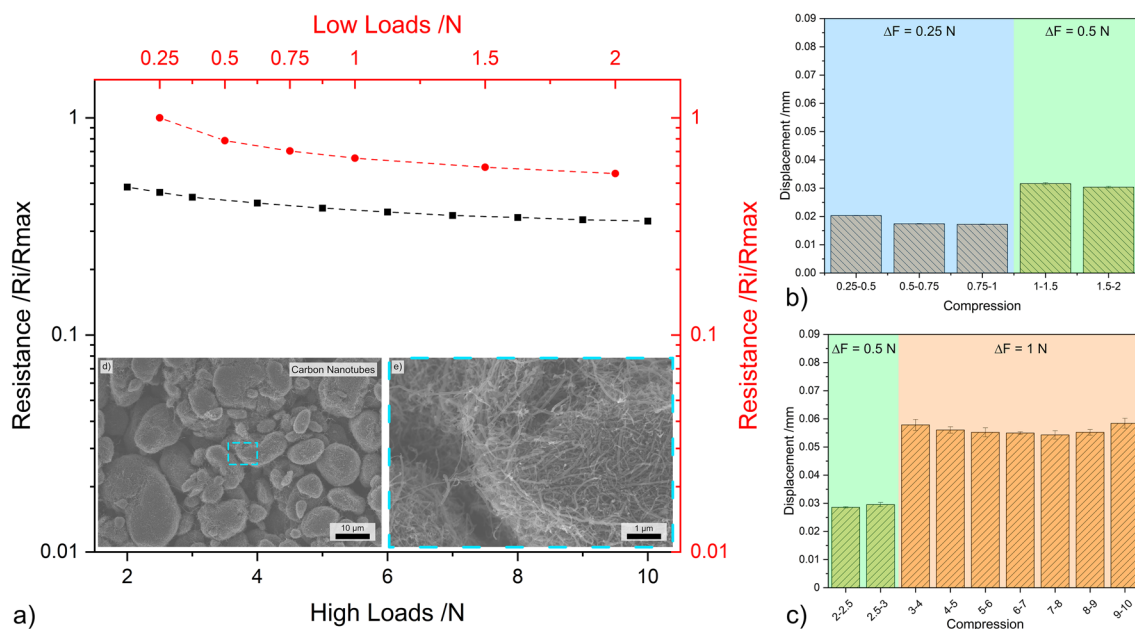 Low Loads /N
0.25 0.5 0.75 1 1.5 2
Resistance /Ri/Rmax
1
0.1
0.01
1
0.1
0.01
Resistance /Ri/Rmax
d)
Carbon Nanotubes
10 µm
e)
1 µm
2 4 6 8 10
High Loads /N
a)
ΔF = 0.25 N
ΔF = 0.5 N
Displacement /mm
0.09
0.08
0.07
0.06
0.05
0.04
0.03
0.02
0.01
0.00
0.25-0.5 0.5-0.75 0.75-1 1-1.5 1.5-2
Compression
b)
ΔF = 0.5 N
ΔF = 1 N
Displacement /mm
0.09
0.08
0.07
0.06
0.05
0.04
0.03
0.02
0.01
0
2-2.5 2.5-3 3-4 4-5 5-6 6-7 7-8 8-9 9-10
Compression
c)